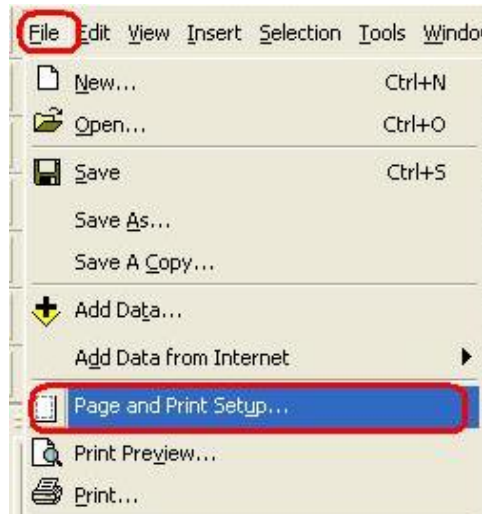 File Edit View Insert Selection Tools Windo
New... Ctrl+N
Open... Ctrl+O
Save Ctrl+S
Save As...
Save A Copy...
Add Data...
Add Data from Internet
Page and Print Setup...
Print Preview...
Print...